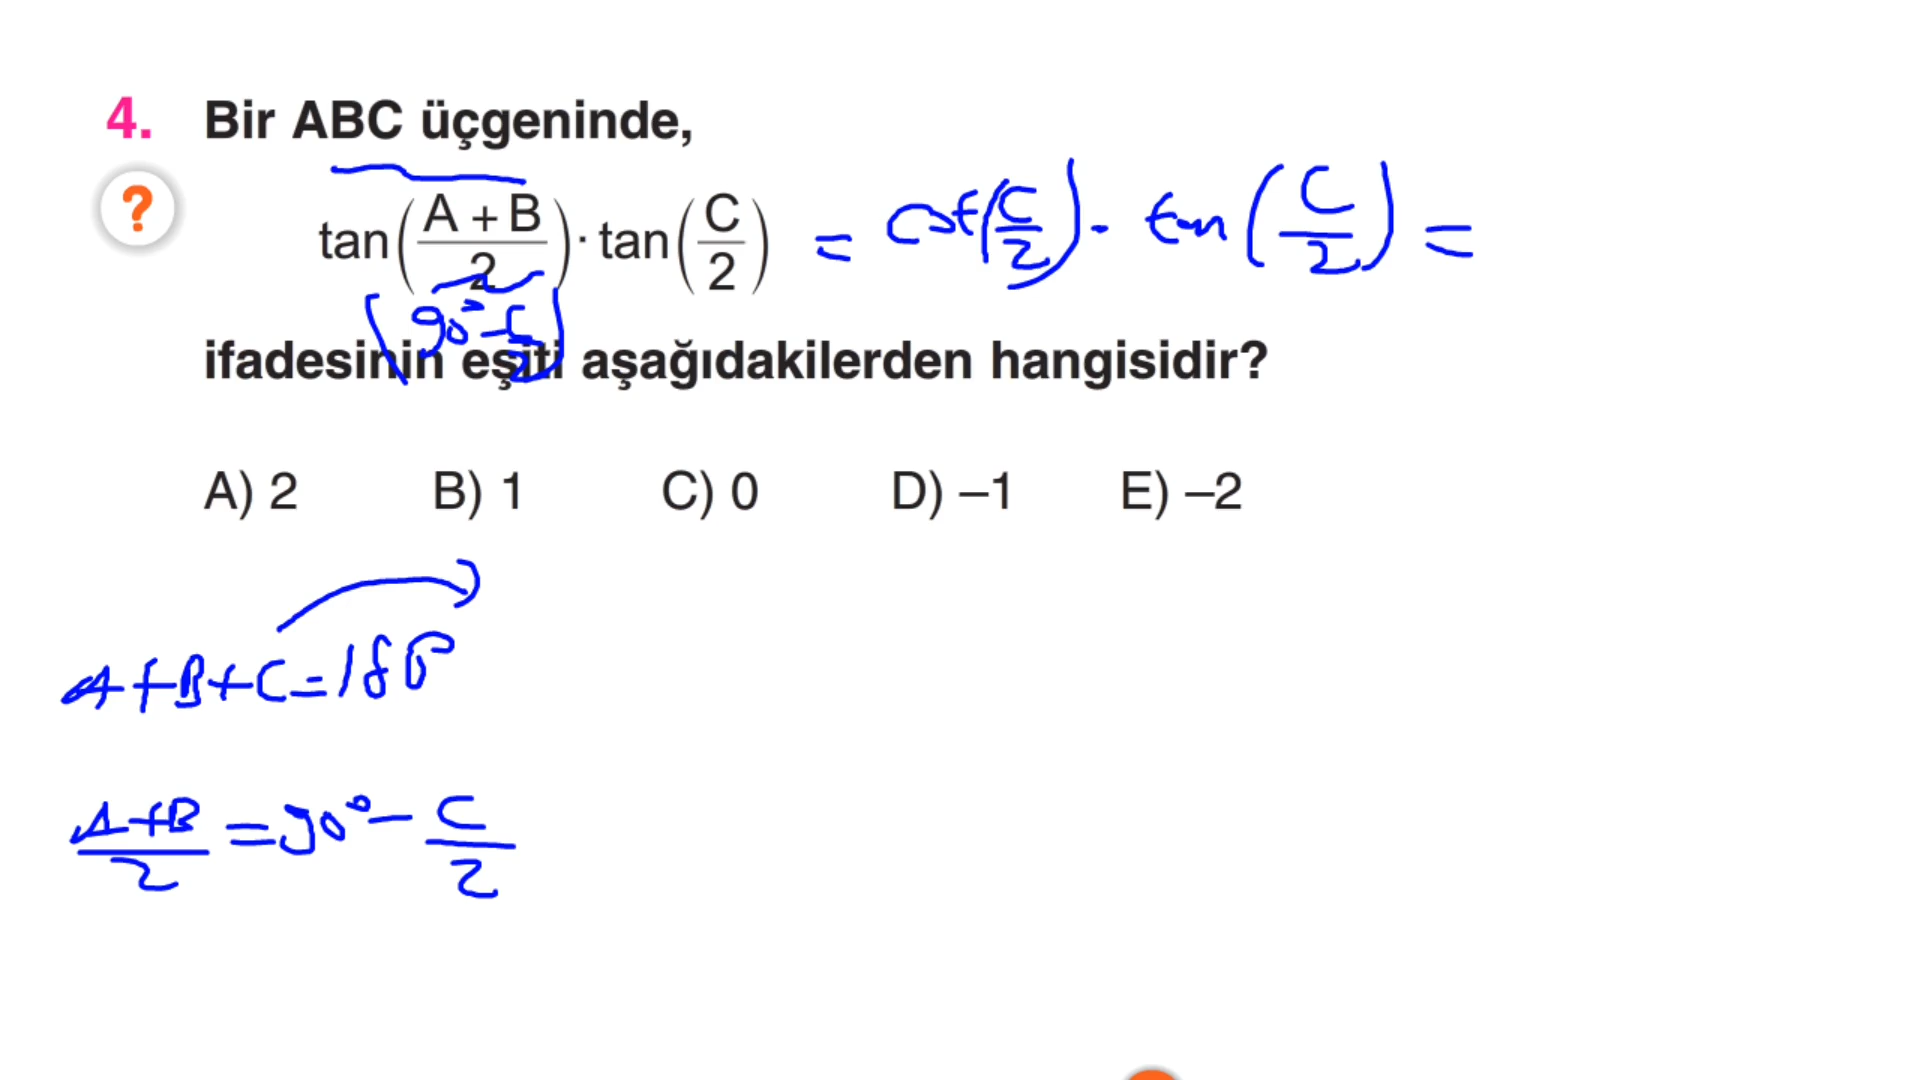 4. Bir ABC üçgeninde,
?
tan((A + B)/2) · tan(C/2) = cot(C/2) · tan(C/2) =
(90° - C/2)
ifadesinin eşiti aşağıdakilerden hangisidir?
A) 2 B) 1 C) 0 D) –1 E) –2
A+B+C=180
(A+B)/2 = 90° - C/2